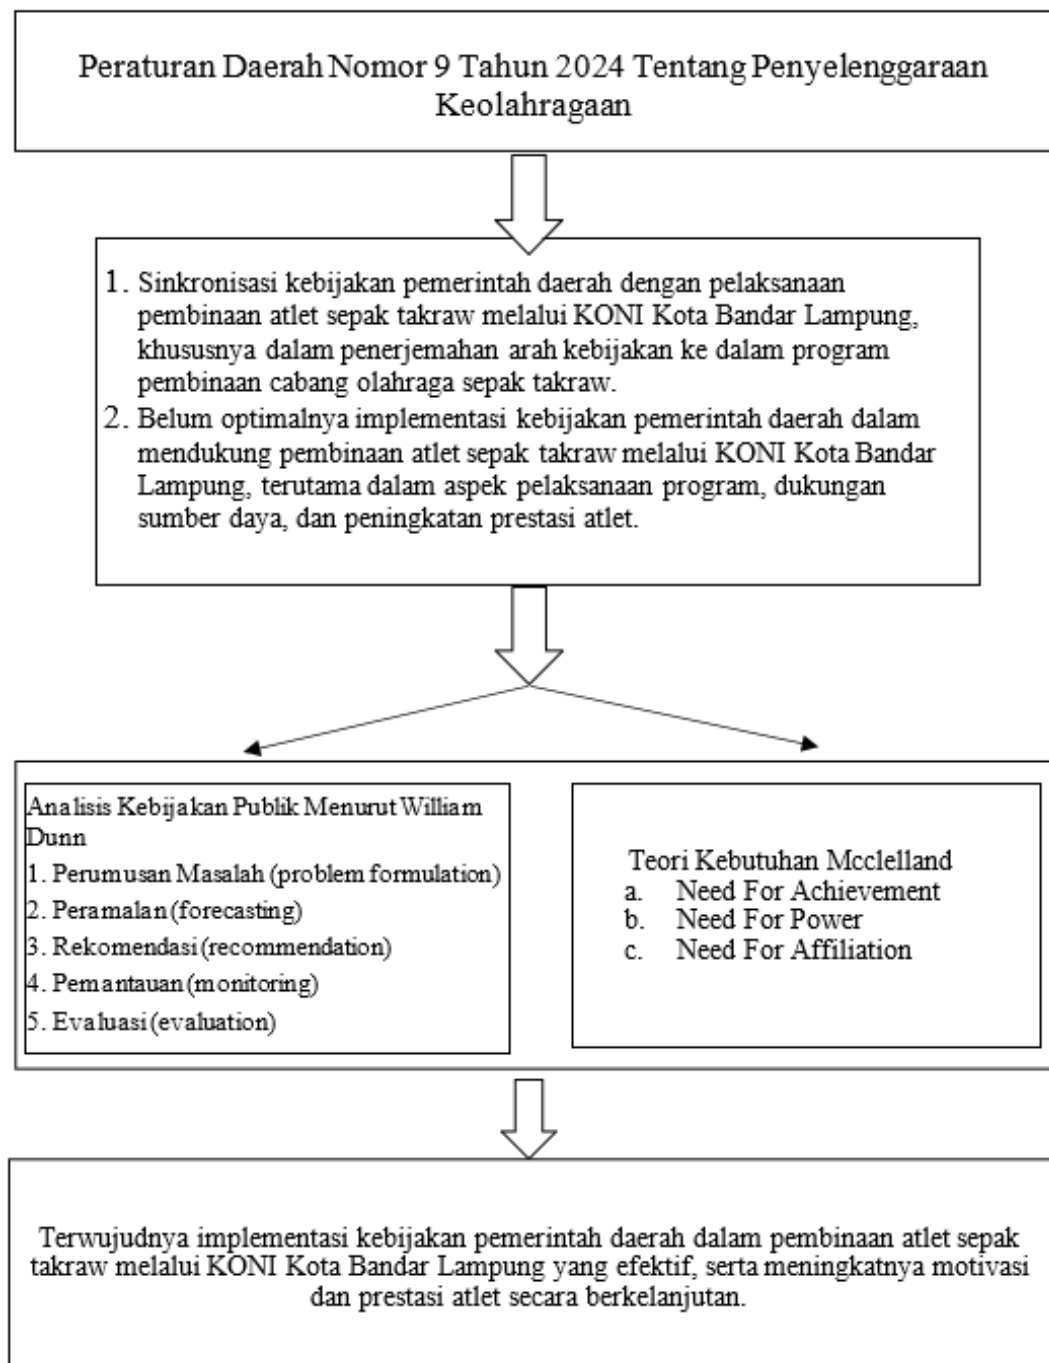 Peraturan Daerah Nomor 9 Tahun 2024 Tentang Penyelenggaraan
Keolahragaan
1. Sinkronisasi kebijakan pemerintah daerah dengan pelaksanaan
pembinaan atlet sepak takraw melalui KONI Kota Bandar Lampung,
khususnya dalam penerjemahan arah kebijakan ke dalam program
pembinaan cabang olahraga sepak takraw.
2. Belum optimalnya implementasi kebijakan pemerintah daerah dalam
mendukung pembinaan atlet sepak takraw melalui KONI Kota Bandar
Lampung, terutama dalam aspek pelaksanaan program, dukungan
sumber daya, dan peningkatan prestasi atlet.
Analisis Kebijakan Publik Menurut William
Dunn
1. Perumusan Masalah (problem formulation)
2. Peramalan (forecasting)
3. Rekomendasi (recommendation)
4. Pemantauan (monitoring)
5. Evaluasi (evaluation)
Teori Kebutuhan Mcclelland
a. Need For Achievement
b. Need For Power
c. Need For Affiliation
Terwujudnya implementasi kebijakan pemerintah daerah dalam pembinaan atlet sepak
takraw melalui KONI Kota Bandar Lampung yang efektif, serta meningkatnya motivasi
dan prestasi atlet secara berkelanjutan.